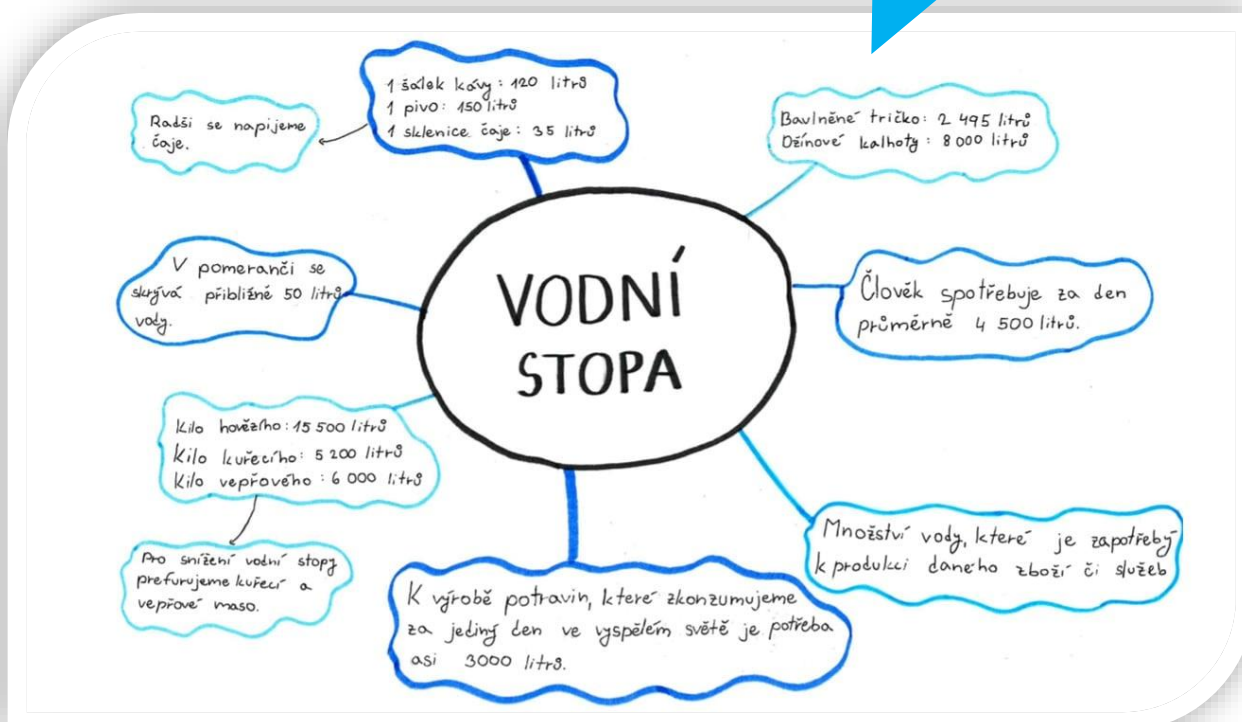 1 šálek kávy: 120 litrů
1 pivo: 150 litrů
1 sklenice čaje: 35 litrů
Radši se napijeme
čaje.
Bavlněné tričko: 2 495 litrů
Džínové kalhoty: 8 000 litrů
VODNÍ
STOPA
V pomeranči se
skrývá přibližně 50 litrů
vody.
Člověk spotřebuje za den
průměrně 4 500 litrů.
Kilo hovězího: 15 500 litrů
Kilo kuřecího: 5 200 litrů
Kilo vepřového: 6 000 litrů
Pro snížení vodní stopy
prefurujeme kuřecí a
vepřové maso.
K výrobě potravin, které zkonzumujeme
za jediný den ve vyspělém světě je potřeba
asi 3000 litrů.
Množství vody, které je zapotřebý
k produkci daného zboží či služeb